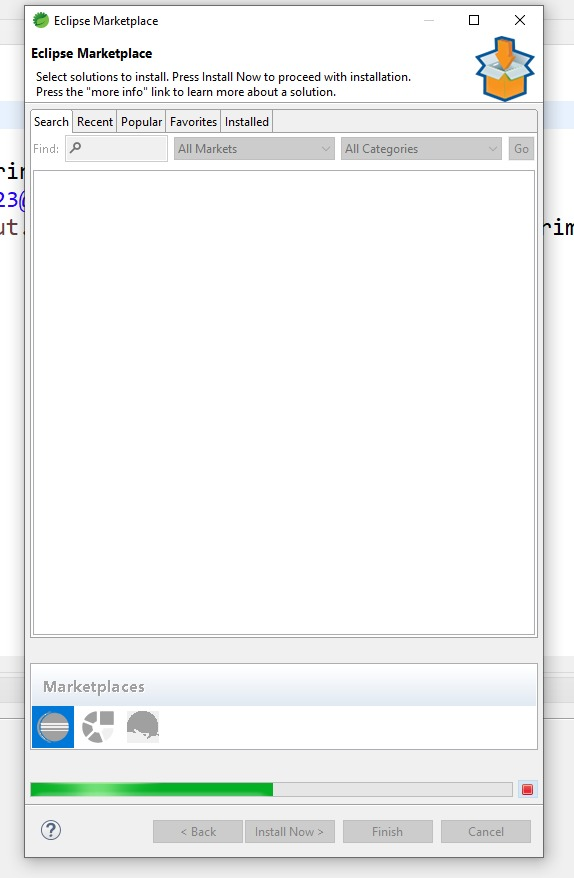 Eclipse Marketplace
Eclipse Marketplace
Select solutions to install. Press Install Now to proceed with installation.
Press the "more info" link to learn more about a solution.
Search Recent Popular Favorites Installed
Find: All Markets All Categories Go
rin
23@
ut. rim
Marketplaces
? < Back Install Now > Finish Cancel